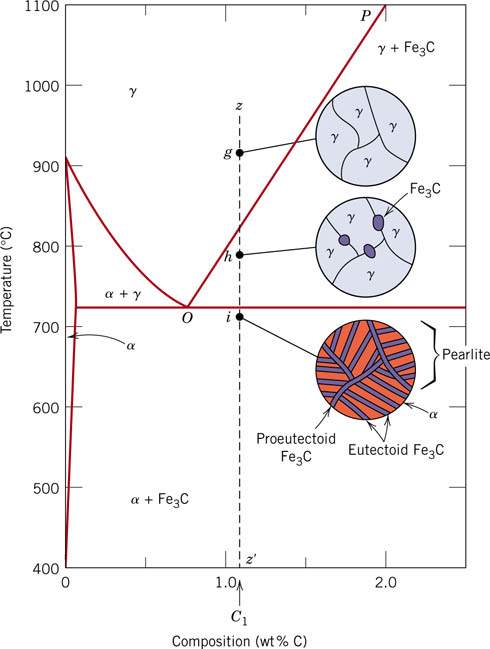 1100
P
γ + Fe₃C
1000
γ
z
γ
γ
γ
γ
g
900
Fe₃C
γ
γ
γ
γ
800
h
Temperature (°C)
α + γ
O
i
700
Pearlite
α
α
600
Proeutectoid
Fe₃C
Eutectoid Fe₃C
500
α + Fe₃C
z′
400
0
1.0
2.0
C₁
Composition (wt% C)